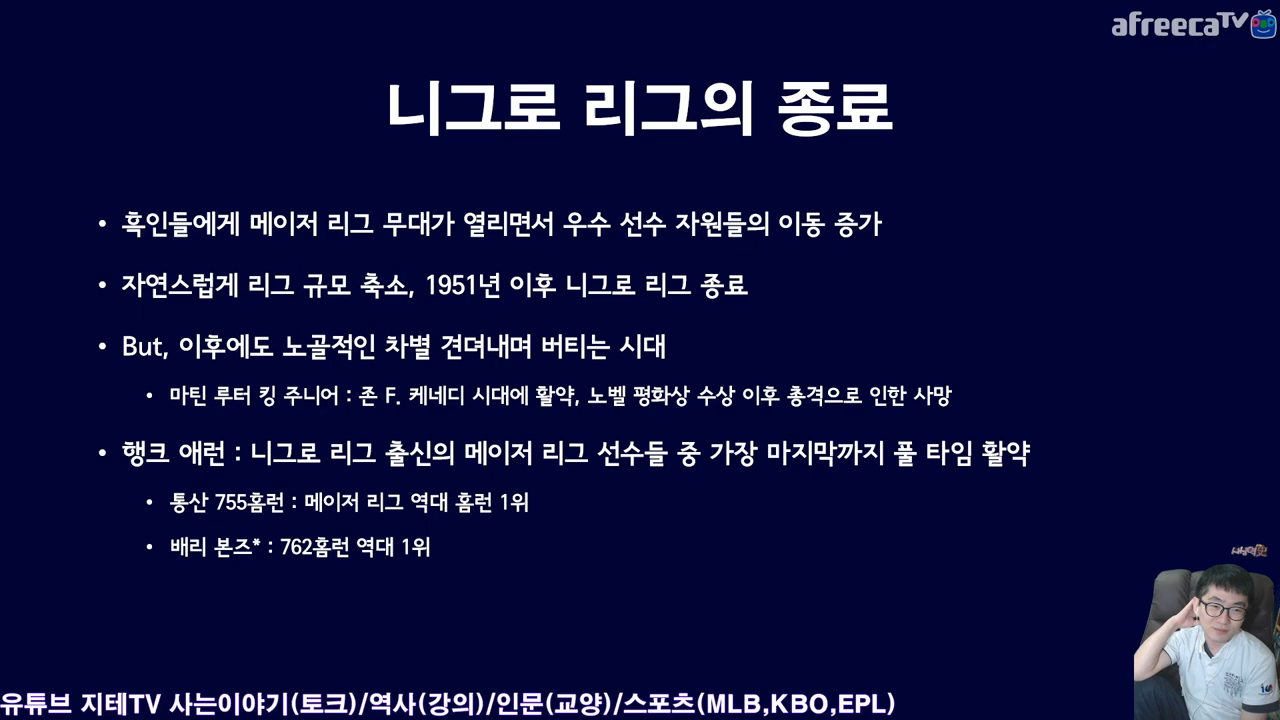 afreecaTV
니그로 리그의 종료
• 흑인들에게 메이저 리그 무대가 열리면서 우수 선수 자원들의 이동 증가
• 자연스럽게 리그 규모 축소, 1951년 이후 니그로 리그 종료
• But, 이후에도 노골적인 차별 견뎌내며 버티는 시대
• 마틴 루터 킹 주니어 : 존 F. 케네디 시대에 활약, 노벨 평화상 수상 이후 총격으로 인한 사망
• 행크 애런 : 니그로 리그 출신의 메이저 리그 선수들 중 가장 마지막까지 풀 타임 활약
• 통산 755홈런 : 메이저 리그 역대 홈런 1위
• 배리 본즈* : 762홈런 역대 1위
유튜브 지테TV 사는이야기(토크)/역사(강의)/인문(교양)/스포츠(MLB,KBO,EPL)